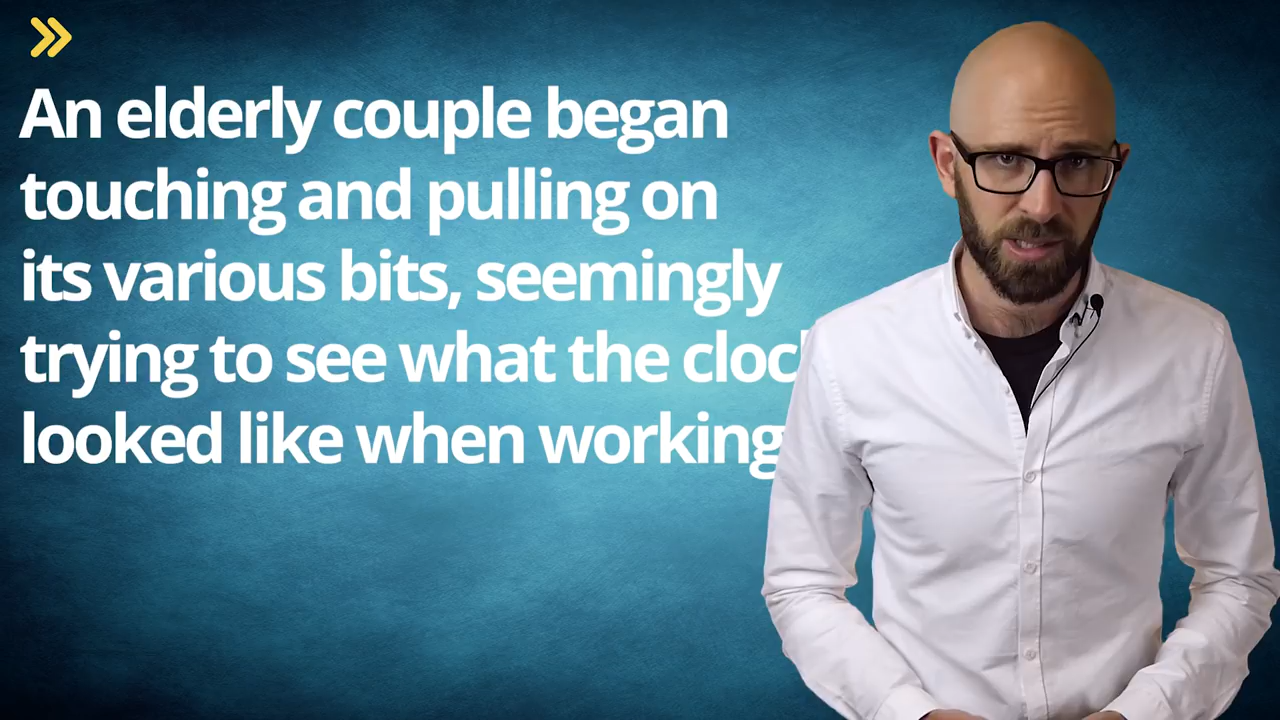 An elderly couple began
touching and pulling on
its various bits, seemingly
trying to see what the cloc
looked like when working